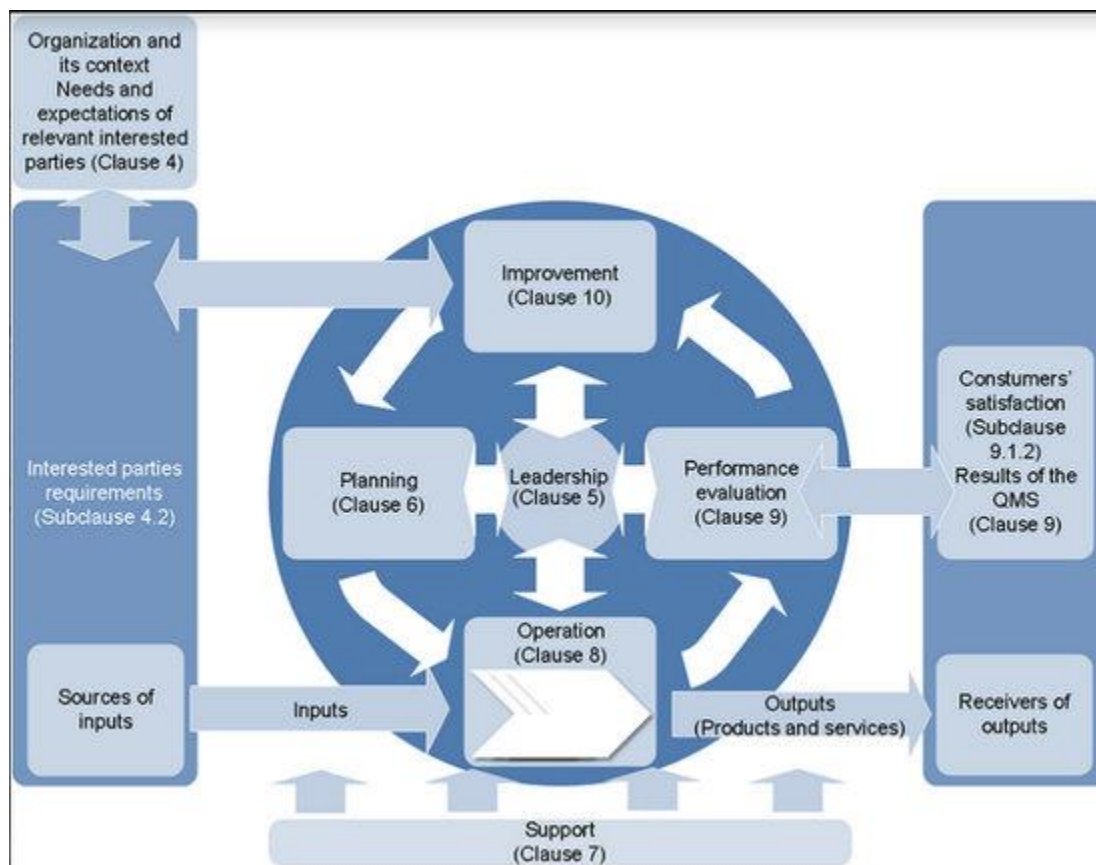 Organization and
its context
Needs and
expectations of
relevant interested
parties (Clause 4)
Improvement
(Clause 10)
Constumers'
satisfaction
(Subclause
9.1.2)
Results of the
QMS
(Clause 9)
Interested parties
requirements
(Subclause 4.2)
Planning
(Clause 6)
Leadership
(Clause 5)
Performance
evaluation
(Clause 9)
Operation
(Clause 8)
Sources of
inputs
Inputs
Outputs
(Products and services)
Receivers of
outputs
Support
(Clause 7)